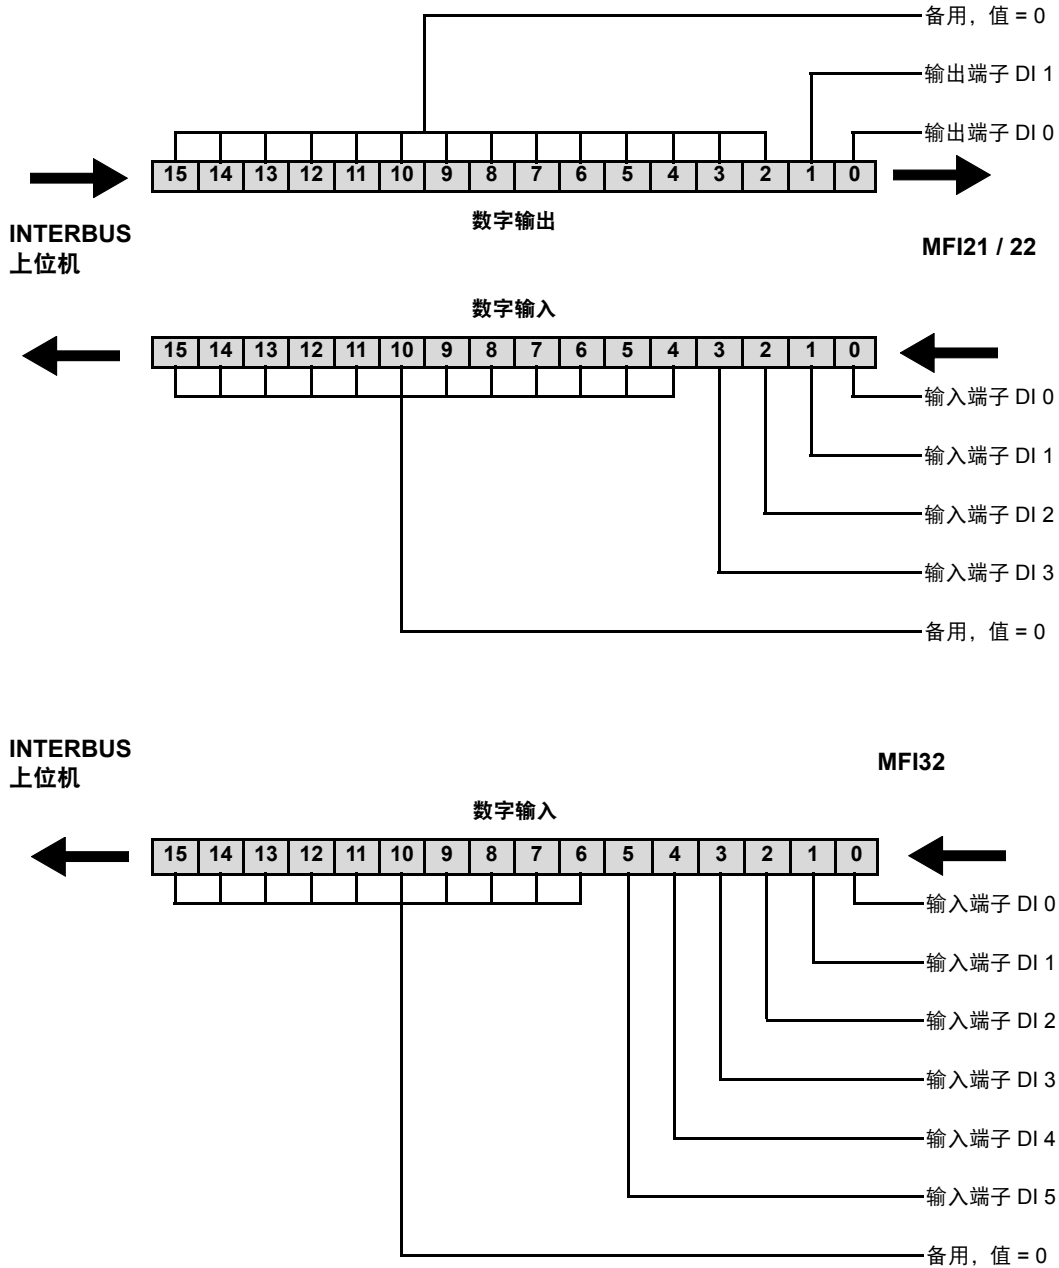 备用，值 = 0
输出端子 DI 1
输出端子 DI 0
15 14 13 12 11 10 9 8 7 6 5 4 3 2 1 0
数字输出
INTERBUS
上位机
MFI21 / 22
数字输入
15 14 13 12 11 10 9 8 7 6 5 4 3 2 1 0
输入端子 DI 0
输入端子 DI 1
输入端子 DI 2
输入端子 DI 3
备用，值 = 0
INTERBUS
上位机
MFI32
数字输入
15 14 13 12 11 10 9 8 7 6 5 4 3 2 1 0
输入端子 DI 0
输入端子 DI 1
输入端子 DI 2
输入端子 DI 3
输入端子 DI 4
输入端子 DI 5
备用，值 = 0